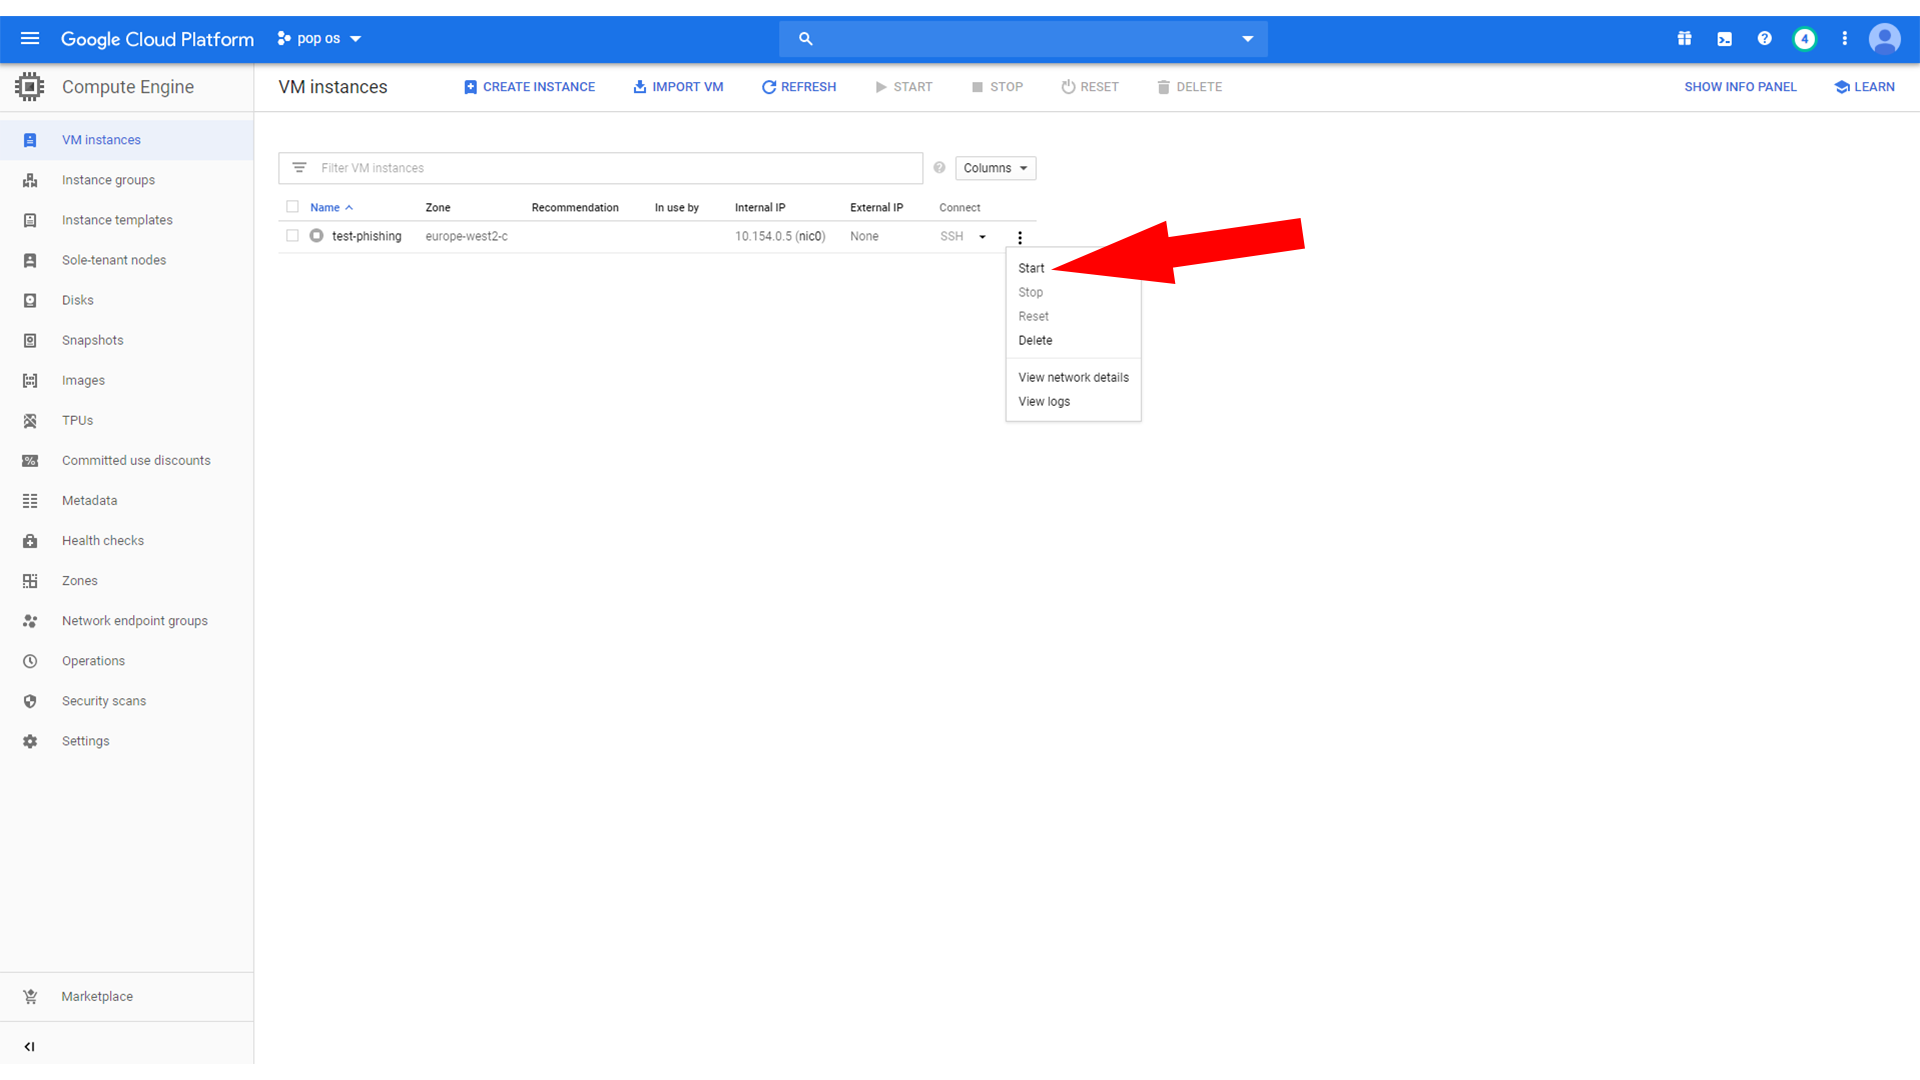 Google Cloud Platform pop os 4
Compute Engine
VM instances CREATE INSTANCE IMPORT VM REFRESH START STOP RESET DELETE SHOW INFO PANEL LEARN
VM instances
Instance groups
Instance templates
Sole-tenant nodes
Disks
Snapshots
Images
TPUs
Committed use discounts
Metadata
Health checks
Zones
Network endpoint groups
Operations
Security scans
Settings
Marketplace
Filter VM instances Columns
Name Zone Recommendation In use by Internal IP External IP Connect
test-phishing europe-west2-c 10.154.0.5 (nic0) None SSH
Start
Stop
Reset
Delete
View network details
View logs